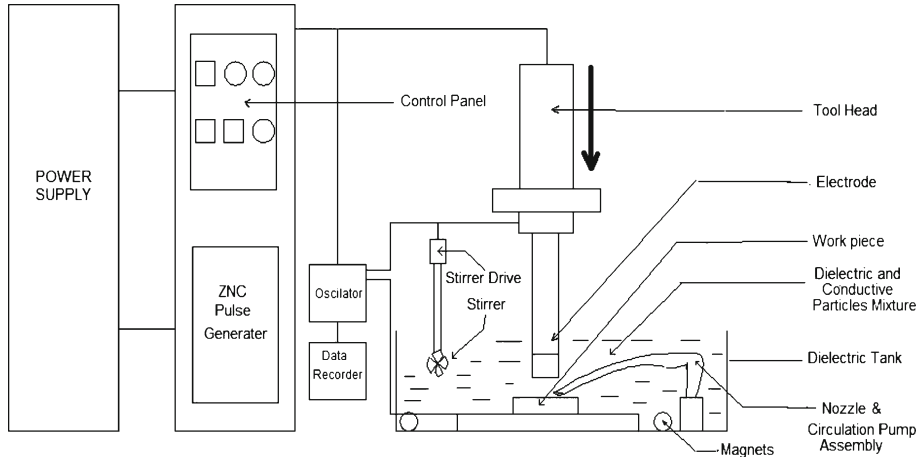 POWER
SUPPLY
Control Panel
ZNC
Pulse
Generater
Oscilator
Data
Recorder
Stirrer Drive
Stirrer
Tool Head
Electrode
Work piece
Dielectric and
Conductive
Particles Mixture
Dielectric Tank
Nozzle &
Circulation Pump
Assembly
Magnets